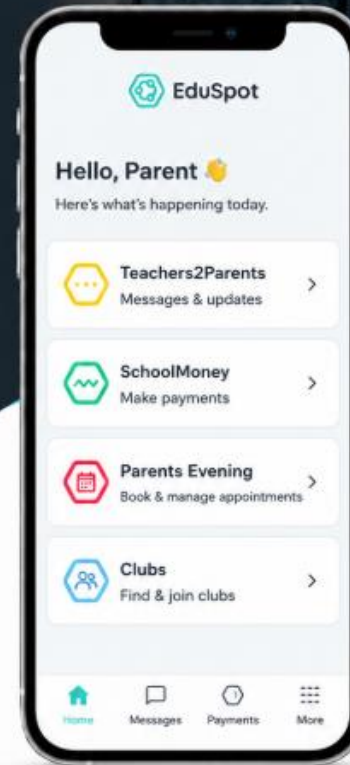 EduSpot
Hello, Parent 👋
Here's what's happening today.
Teachers2Parents
Messages & updates
SchoolMoney
Make payments
Parents Evening
Book & manage appointments
Clubs
Find & join clubs
Home
Messages
Payments
More